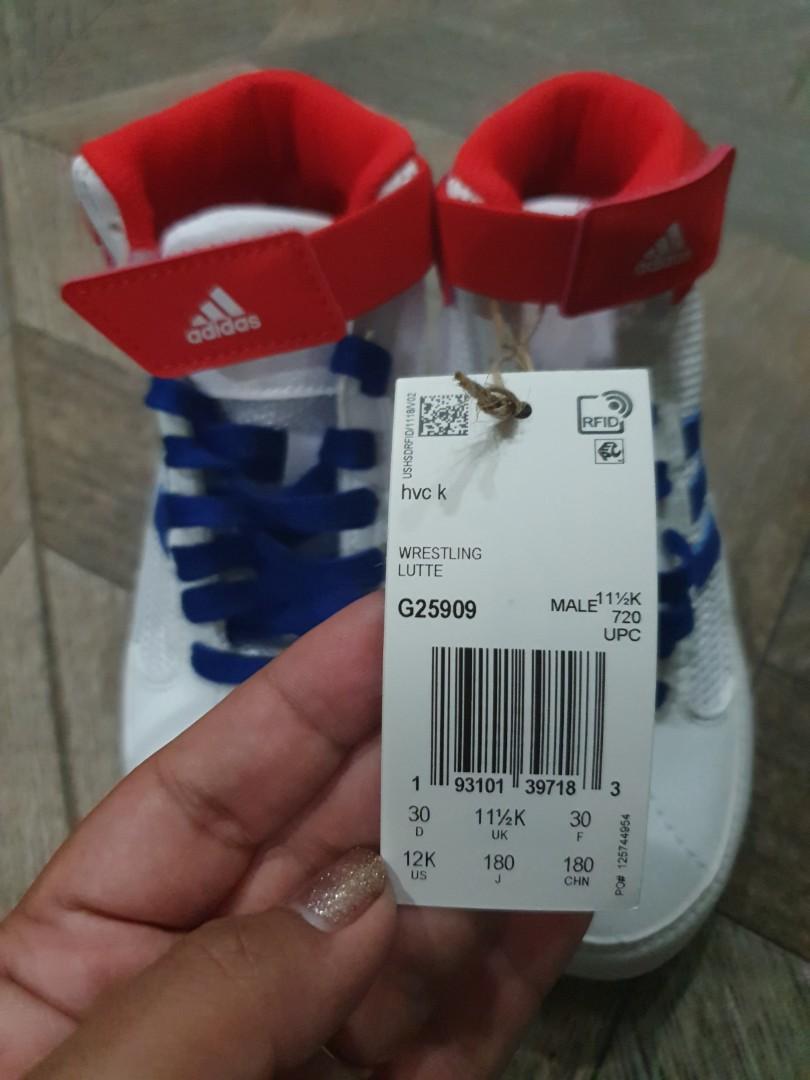 adidas
adidas
USHSDRFID/1118/V02
RFID
hvc k
WRESTLING
LUTTE
G25909
MALE
11½K
720
UPC
1 93101 39718 3
30 11½K 30
D UK F
12K 180 180
US J CHN
PO# 125744954